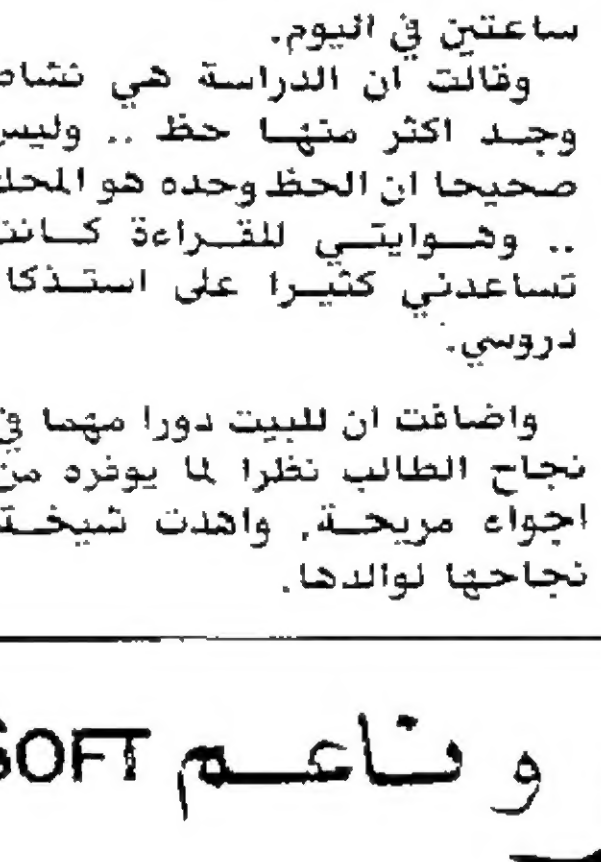 ساعتين في اليوم.
وقالت ان الدراسة هي نشاط
وجد اكثر منها حظ .. وليس
صحيحا ان الحظ وحده هو المحك
.. وهوايتي للقراءة كانت
تساعدني كثيرا على استذكا
دروسي.
واضافت ان للبيت دورا مهما في
نجاح الطالب نظرا لما يوفره من
اجواء مريحة, واهدت شيخة
نجاحها لوالدها.
و ناعم SOFT